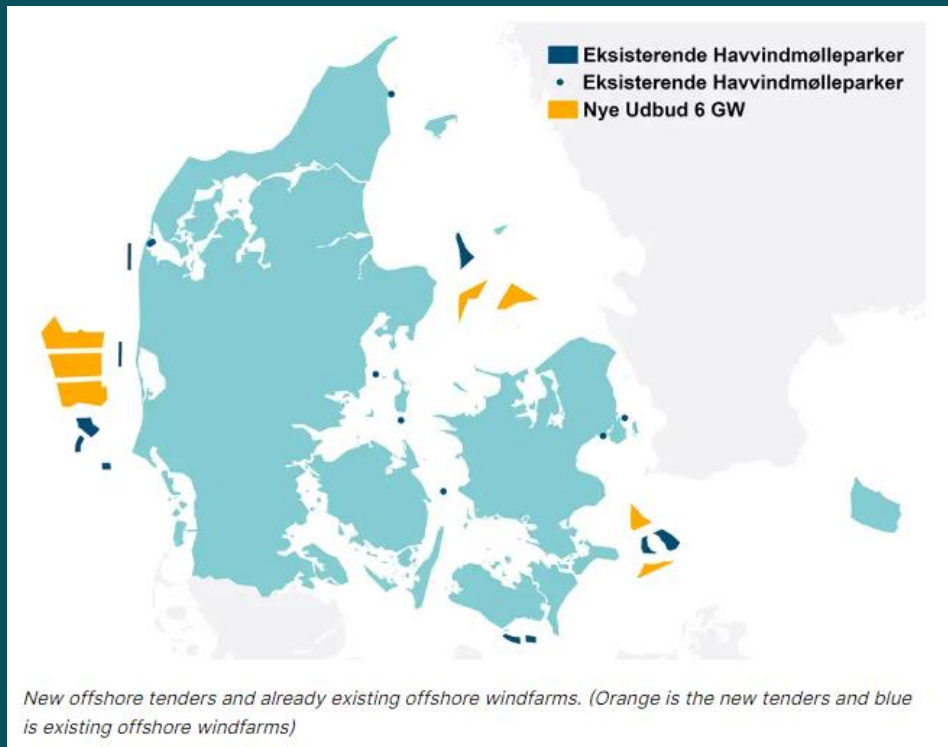 Eksisterende Havvindmølleparker
Eksisterende Havvindmølleparker
Nye Udbud 6 GW
New offshore tenders and already existing offshore windfarms. (Orange is the new tenders and blue
is existing offshore windfarms)